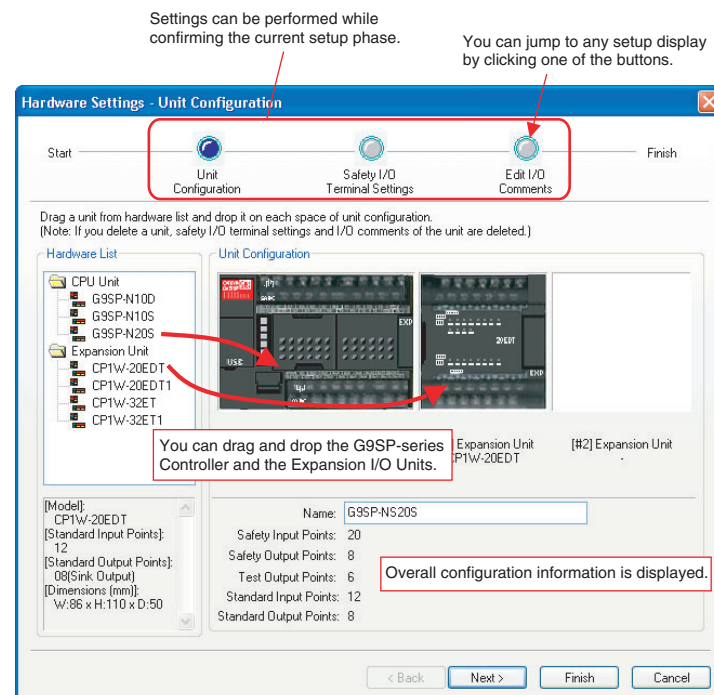 Settings can be performed while
confirming the current setup phase.
You can jump to any setup display
by clicking one of the buttons.
Hardware Settings - Unit Configuration
Start
Unit
Configuration
Safety I/O
Terminal Settings
Edit I/O
Comments
Finish
Drag a unit from hardware list and drop it on each space of unit configuration.
(Note: If you delete a unit, safety I/O terminal settings and I/O comments of the unit are deleted.)
Hardware List
CPU Unit
G9SP-N10D
G9SP-N10S
G9SP-N20S
Expansion Unit
CP1W-20EDT
CP1W-20EDT1
CP1W-32ET
CP1W-32ET1
Unit Configuration
USB
EXP
20EDT
EXP
You can drag and drop the G9SP-series
Controller and the Expansion I/O Units.
Expansion Unit
CP1W-20EDT
[#2] Expansion Unit
-
[Model]:
CP1W-20EDT
[Standard Input Points]:
12
[Standard Output Points]:
08(Sink Output)
[Dimensions (mm)]:
W:86 x H:110 x D:50
Name: G9SP-NS20S
Safety Input Points: 20
Safety Output Points: 8
Test Output Points: 6
Standard Input Points: 12
Standard Output Points: 8
Overall configuration information is displayed.
< Back
Next >
Finish
Cancel